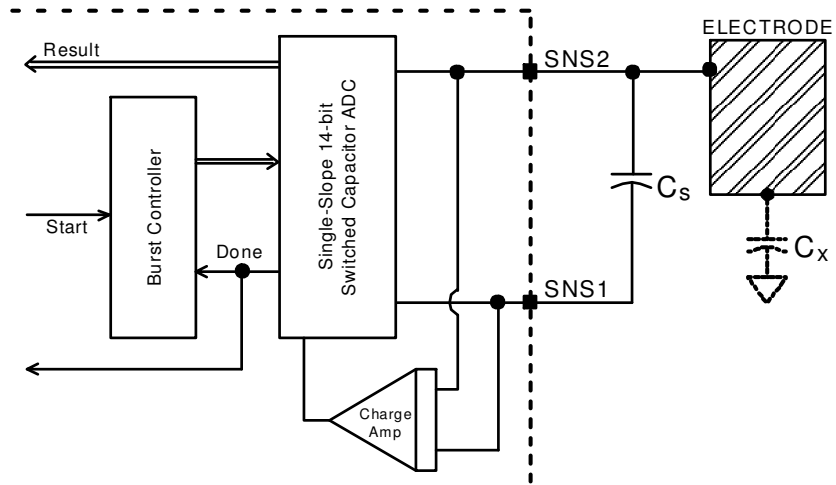 ELECTRODE
Result
SNS2
Single-Slope 14-bit
Switched Capacitor ADC
Burst Controller
Cs
Start
Done
Cx
SNS1
Charge
Amp